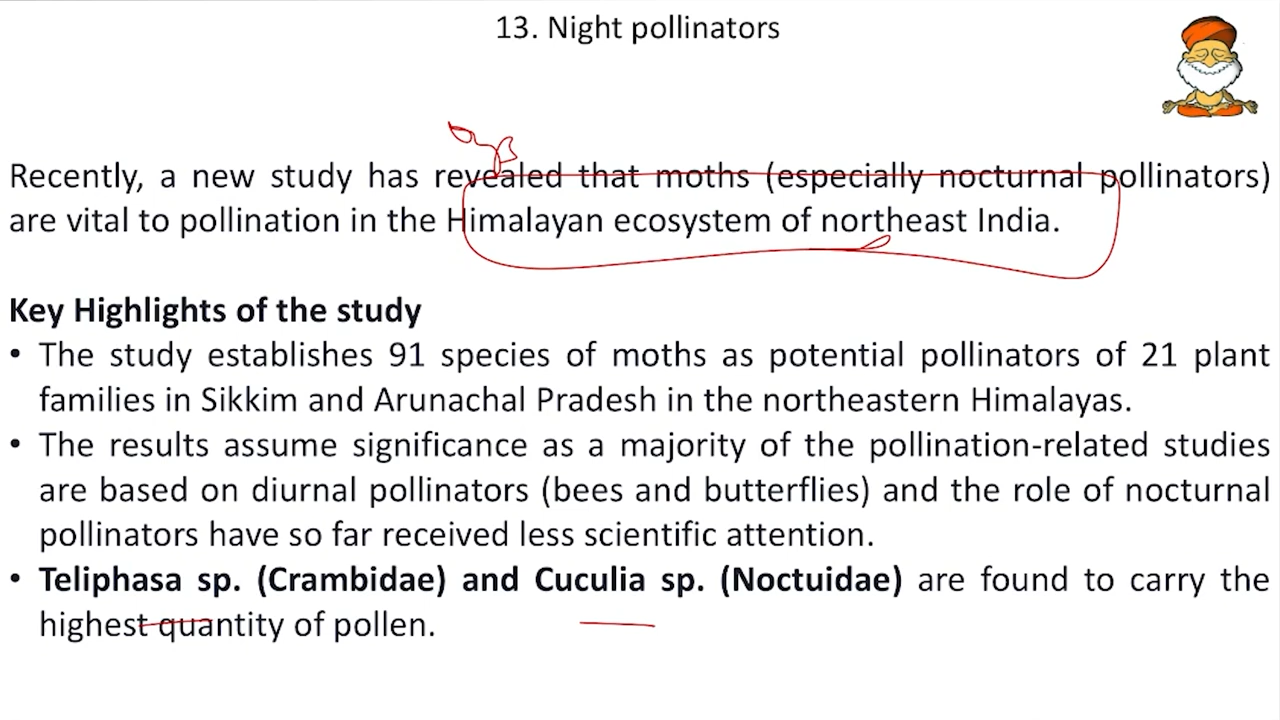 13. Night pollinators
Recently, a new study has revealed that moths (especially nocturnal pollinators)
are vital to pollination in the Himalayan ecosystem of northeast India.
Key Highlights of the study
• The study establishes 91 species of moths as potential pollinators of 21 plant
families in Sikkim and Arunachal Pradesh in the northeastern Himalayas.
• The results assume significance as a majority of the pollination-related studies
are based on diurnal pollinators (bees and butterflies) and the role of nocturnal
pollinators have so far received less scientific attention.
• Teliphasa sp. (Crambidae) and Cuculia sp. (Noctuidae) are found to carry the
highest quantity of pollen.